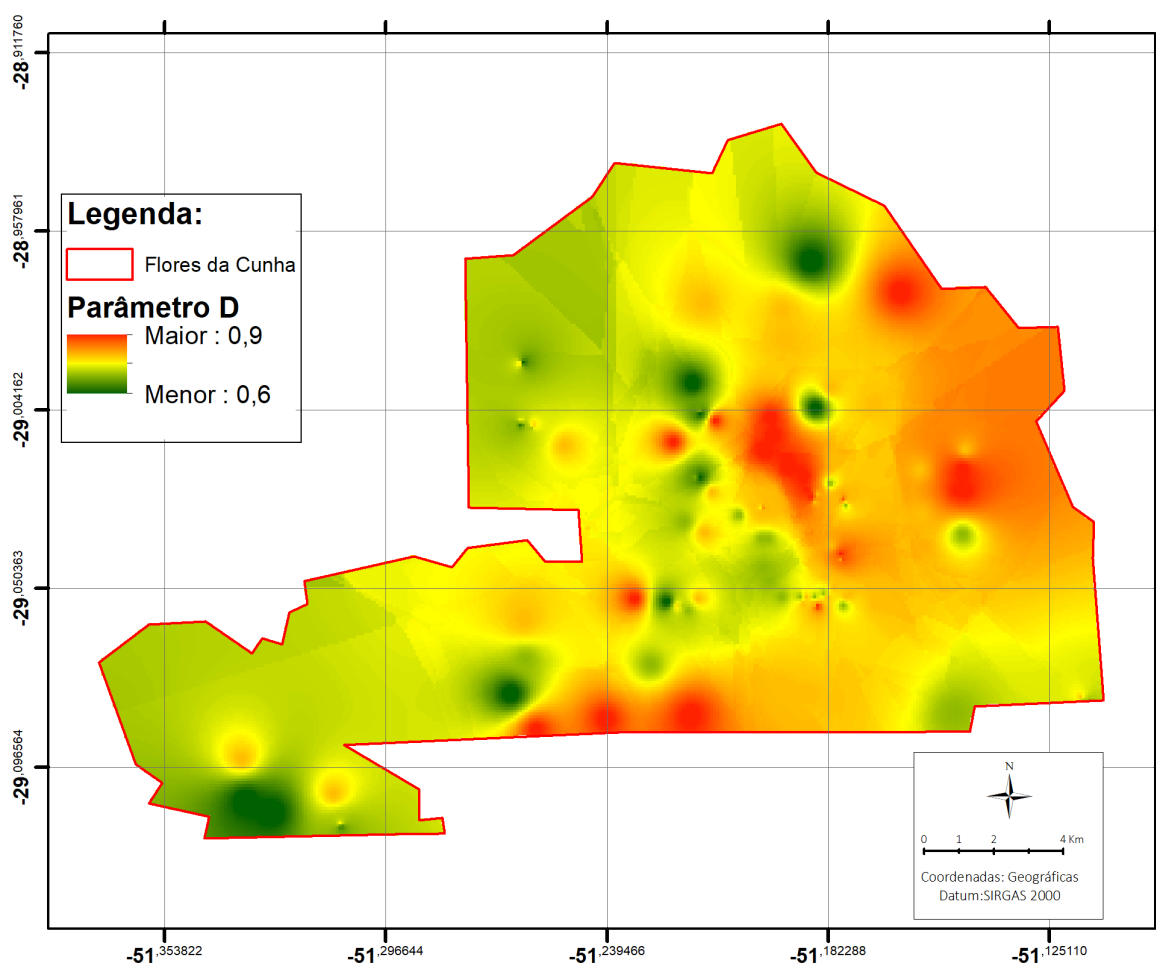 -28,911760
-28,957961
-29,004162
-29,050363
-29,096564
Legenda:
Flores da Cunha
Parâmetro D
Maior : 0,9
Menor : 0,6
N
0 1 2 4 Km
Coordenadas: Geográficas
Datum:SIRGAS 2000
-51,353822 -51,296644 -51,239466 -51,182288 -51,125110